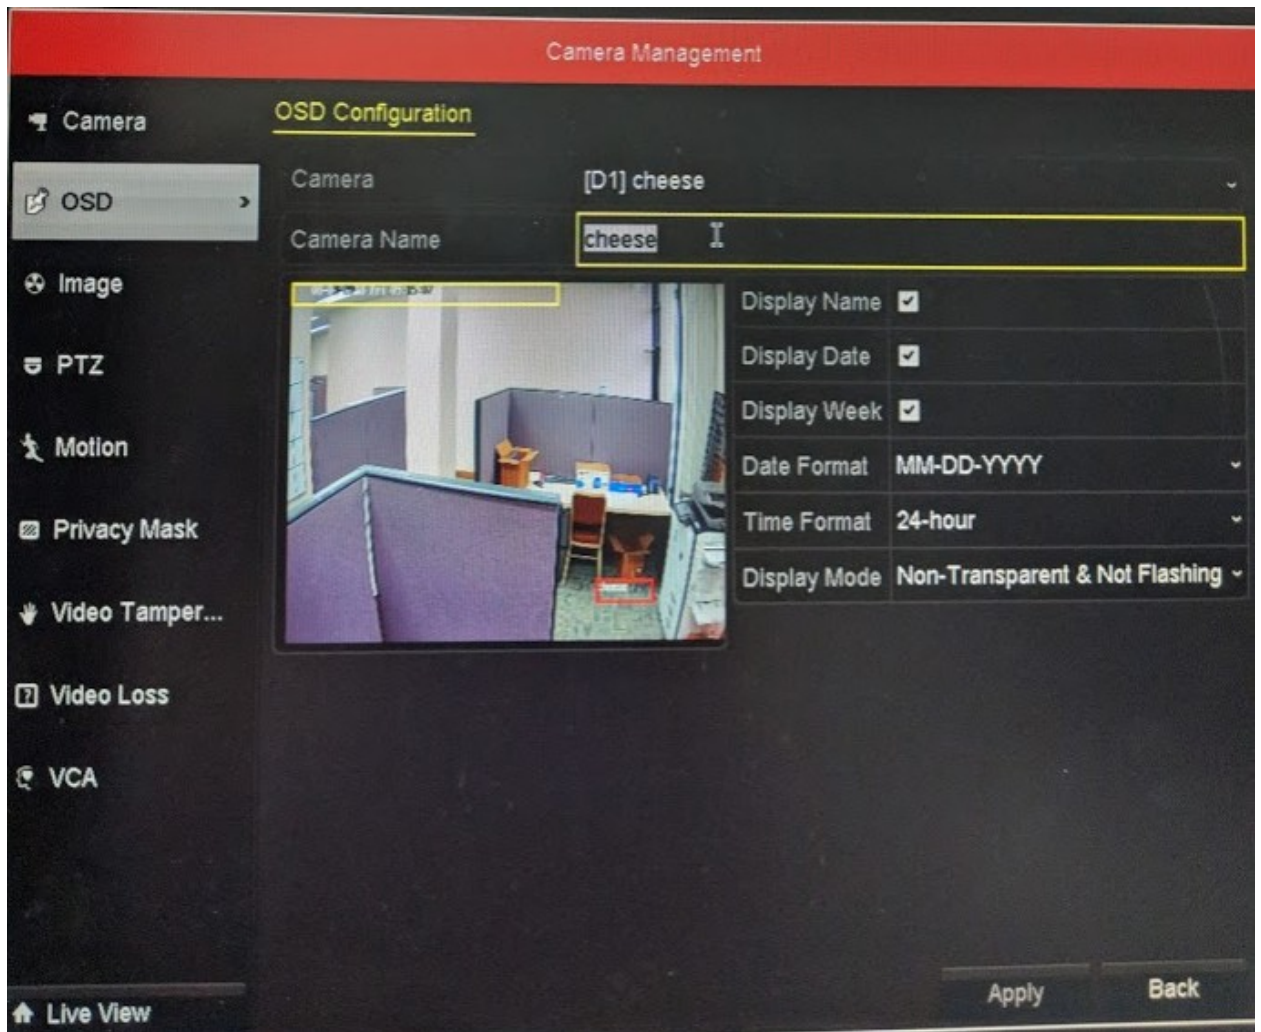 Camera Management
Camera
OSD
Image
PTZ
Motion
Privacy Mask
Video Tamper...
Video Loss
VCA
Live View
OSD Configuration
Camera [D1] cheese
Camera Name cheese
Display Name
Display Date
Display Week
Date Format MM-DD-YYYY
Time Format 24-hour
Display Mode Non-Transparent & Not Flashing
Apply Back